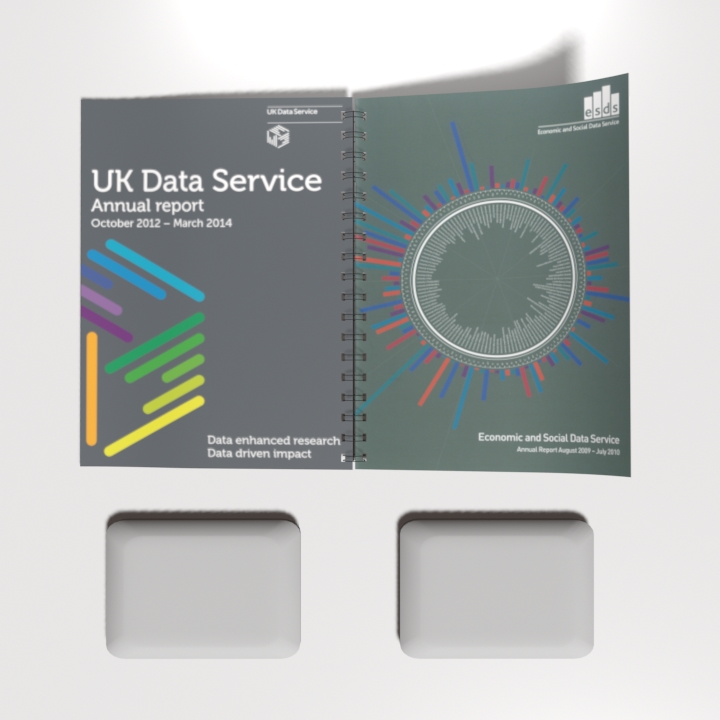 UK Data Service
UK Data Service
Annual report
October 2012 – March 2014
Data enhanced research
Data driven impact
esds
Economic and Social Data Service
Economic and Social Data Service
Annual Report August 2009 – July 2010